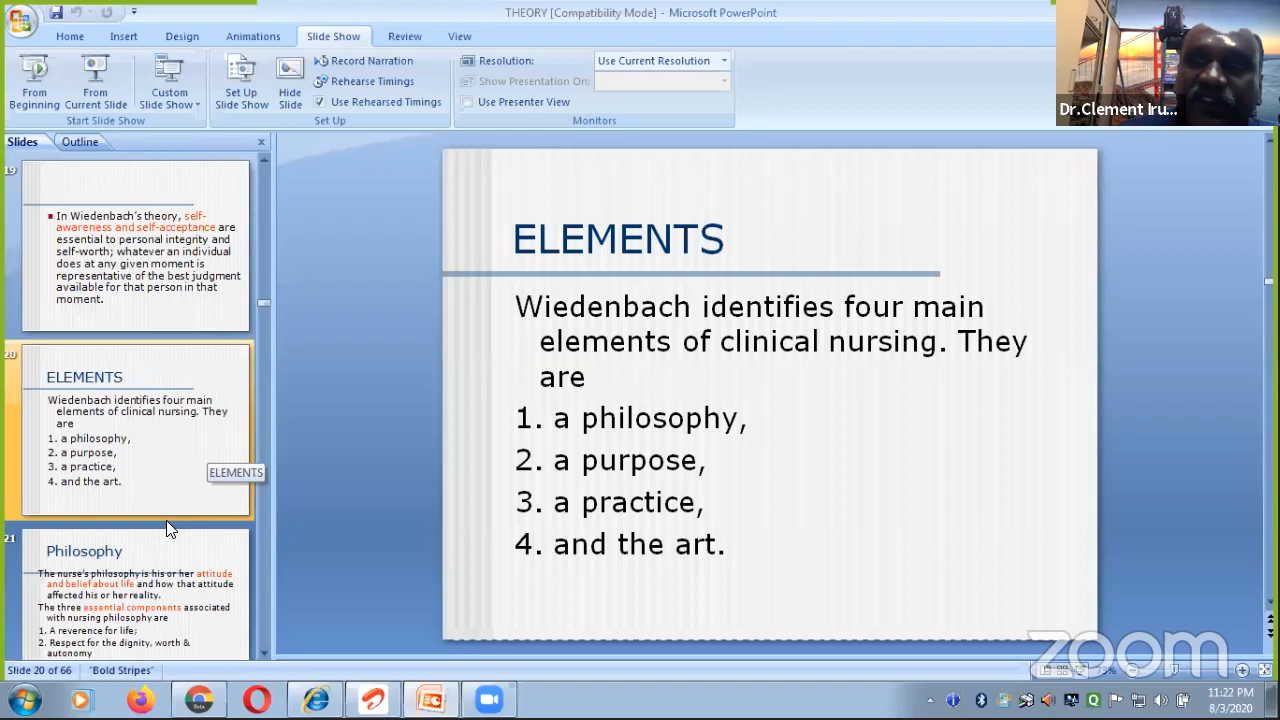 THEORY [Compatibility Mode] - Microsoft PowerPoint
Home Insert Design Animations Slide Show Review View
From Beginning
From Current Slide
Custom Slide Show
Start Slide Show
Set Up Slide Show
Hide Slide
Record Narration
Rehearse Timings
Use Rehearsed Timings
Set Up
Resolution: Use Current Resolution
Show Presentation On:
Use Presenter View
Monitors
Dr.Clement Iru...
Slides Outline x
19
In Wiedenbach's theory, self-
awareness and self-acceptance are
essential to personal integrity and
self-worth; whatever an individual
does at any given moment is
representative of the best judgment
available for that person in that
moment.
20
ELEMENTS
Wiedenbach identifies four main
elements of clinical nursing. They
are
1. a philosophy,
2. a purpose,
3. a practice,
4. and the art.
ELEMENTS
21
Philosophy
The nurse's philosophy is his or her attitude
and belief about life and how that attitude
affected his or her reality.
The three essential components associated
with nursing philosophy are
1. A reverence for life;
2. Respect for the dignity, worth &
autonomy
ELEMENTS
Wiedenbach identifies four main
elements of clinical nursing. They
are
1. a philosophy,
2. a purpose,
3. a practice,
4. and the art.
zoom
Slide 20 of 66 "Bold Stripes"
73%
11:22 PM
8/3/2020